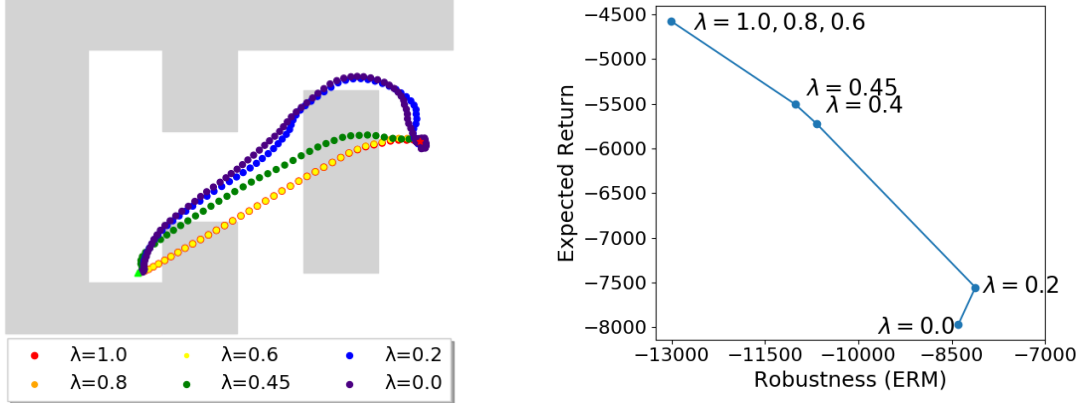 λ=1.0
λ=0.6
λ=0.2
λ=0.8
λ=0.45
λ=0.0
Expected Return
−4500
−5000
−5500
−6000
−6500
−7000
−7500
−8000
λ = 1.0, 0.8, 0.6
λ = 0.45
λ = 0.4
λ = 0.2
λ = 0.0
−13000
−11500
−10000
−8500
−7000
Robustness (ERM)